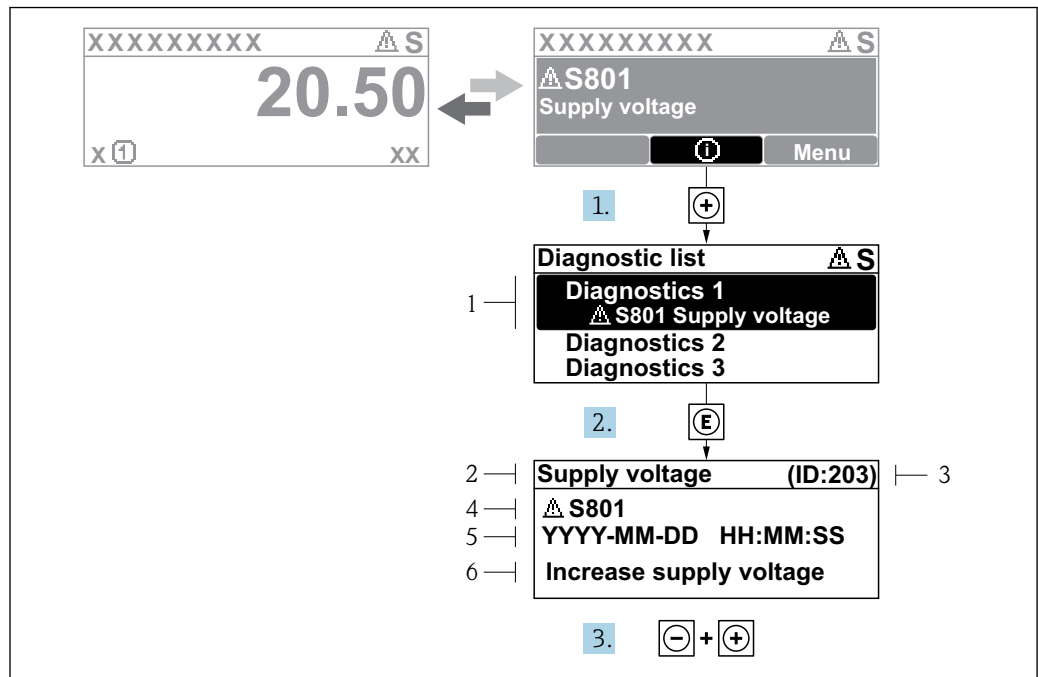 XXXXXXXXX ⚠ S
20.50
X 1 XX
XXXXXXXXX ⚠ S
⚠ S801
Supply voltage
i Menu
1. +
Diagnostic list ⚠ S
1
Diagnostics 1
⚠ S801 Supply voltage
Diagnostics 2
Diagnostics 3
2. E
2 Supply voltage (ID:203) 3
4 ⚠ S801
5 YYYY-MM-DD HH:MM:SS
6 Increase supply voltage
3. - + +